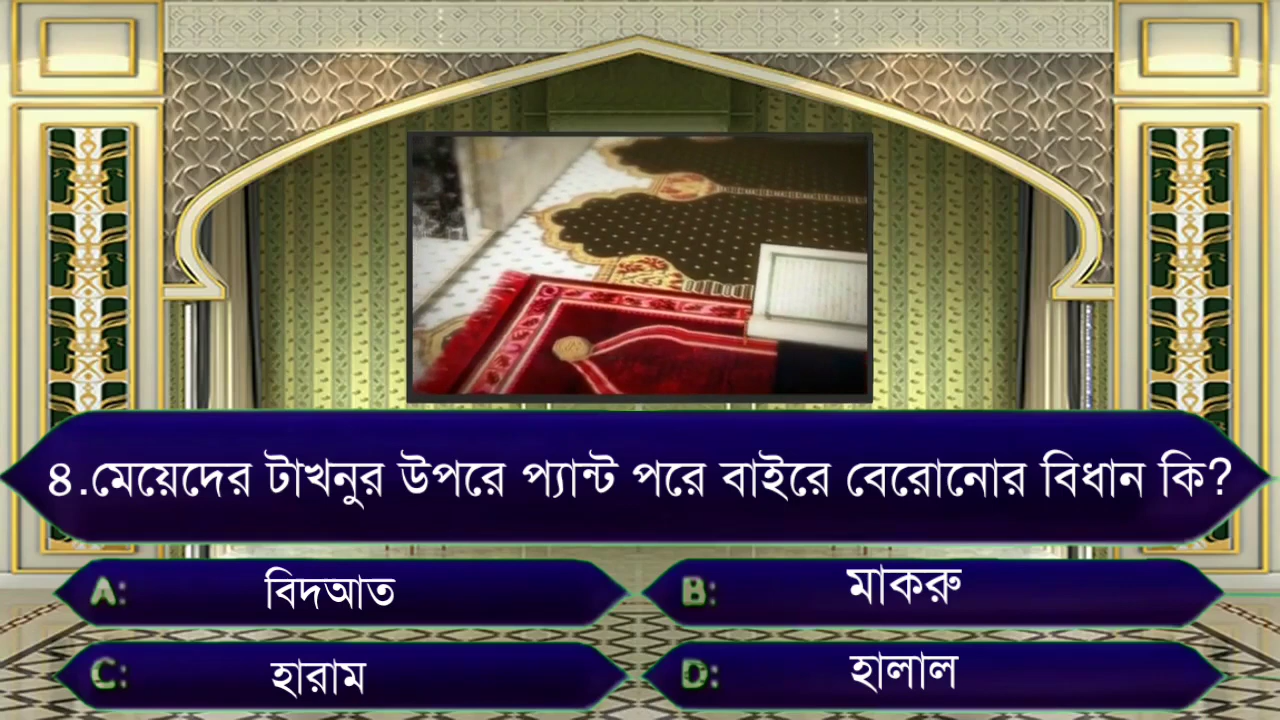 ৪.মেয়েদের টাখনুর উপরে প্যান্ট পরে বাইরে বেরোনোর বিধান কি?
A: বিদআত
B: মাকরু
C: হারাম
D: হালাল